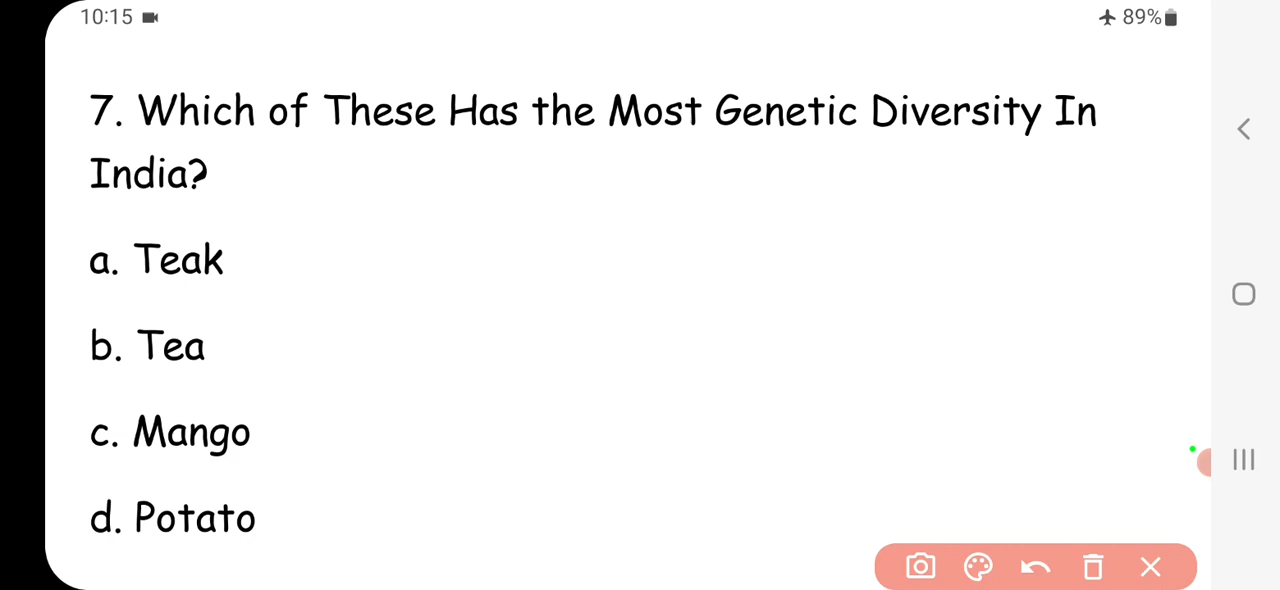 10:15
89%
7. Which of These Has the Most Genetic Diversity In
India?
a. Teak
b. Tea
c. Mango
d. Potato